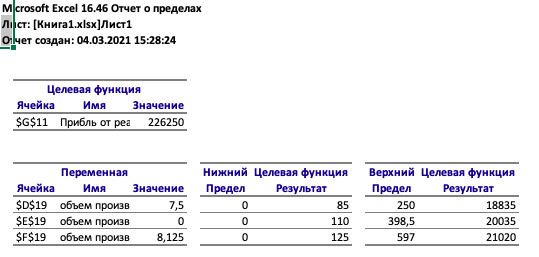 Microsoft Excel 16.46 Отчет о пределах
Лист: [Книга1.xlsx]Лист1
Отчет создан: 04.03.2021 15:28:24
Целевая функция
Ячейка Имя Значение
$G$11 Прибль от реа 226250
Переменная Нижний Целевая функция Верхний Целевая функция
Ячейка Имя Значение Предел Результат Предел Результат
$D$19 объем произв 7,5 0 85 250 18835
$E$19 объем произв 0 0 110 398,5 20035
$F$19 объем произв 8,125 0 125 597 21020